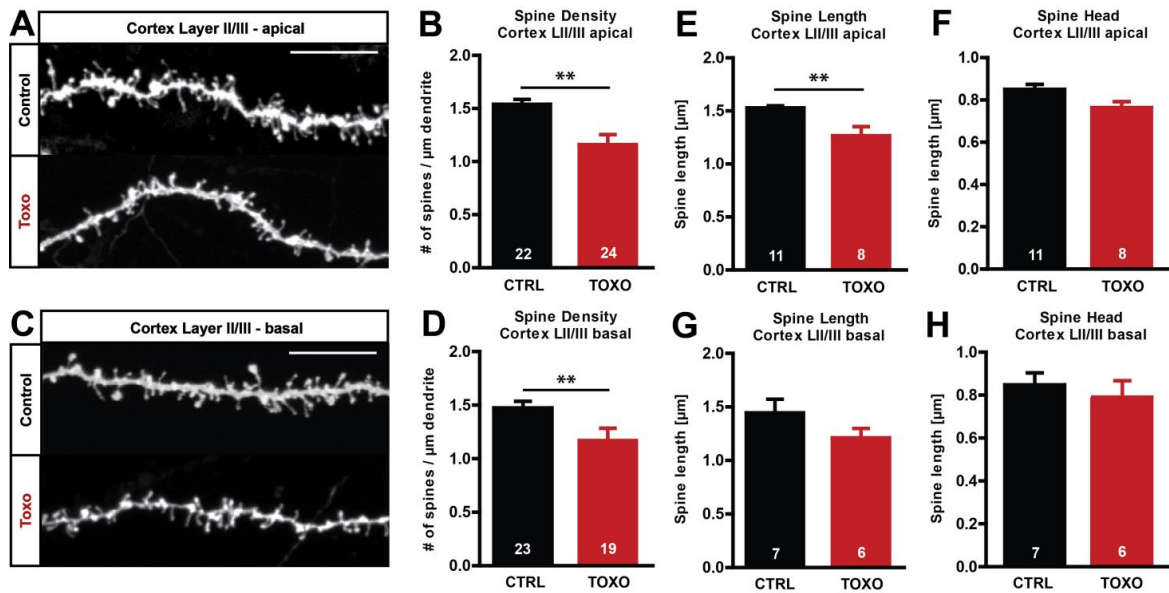 A
Cortex Layer II/III - apical
Control
Toxo
B
Spine Density
Cortex LII/III apical
# of spines / µm dendrite
2.0
1.5
1.0
0.5
0.0
**
22
24
CTRL
TOXO
E
Spine Length
Cortex LII/III apical
Spine length [µm]
2.0
1.5
1.0
0.5
0.0
**
11
8
CTRL
TOXO
F
Spine Head
Cortex LII/III apical
Spine length [µm]
1.0
0.8
0.6
0.4
0.2
0.0
11
8
CTRL
TOXO
C
Cortex Layer II/III - basal
Control
Toxo
D
Spine Density
Cortex LII/III basal
# of spines / µm dendrite
2.0
1.5
1.0
0.5
0.0
**
23
19
CTRL
TOXO
G
Spine Length
Cortex LII/III basal
Spine length [µm]
2.0
1.5
1.0
0.5
0.0
7
6
CTRL
TOXO
H
Spine Head
Cortex LII/III basal
Spine length [µm]
1.0
0.8
0.6
0.4
0.2
0.0
7
6
CTRL
TOXO